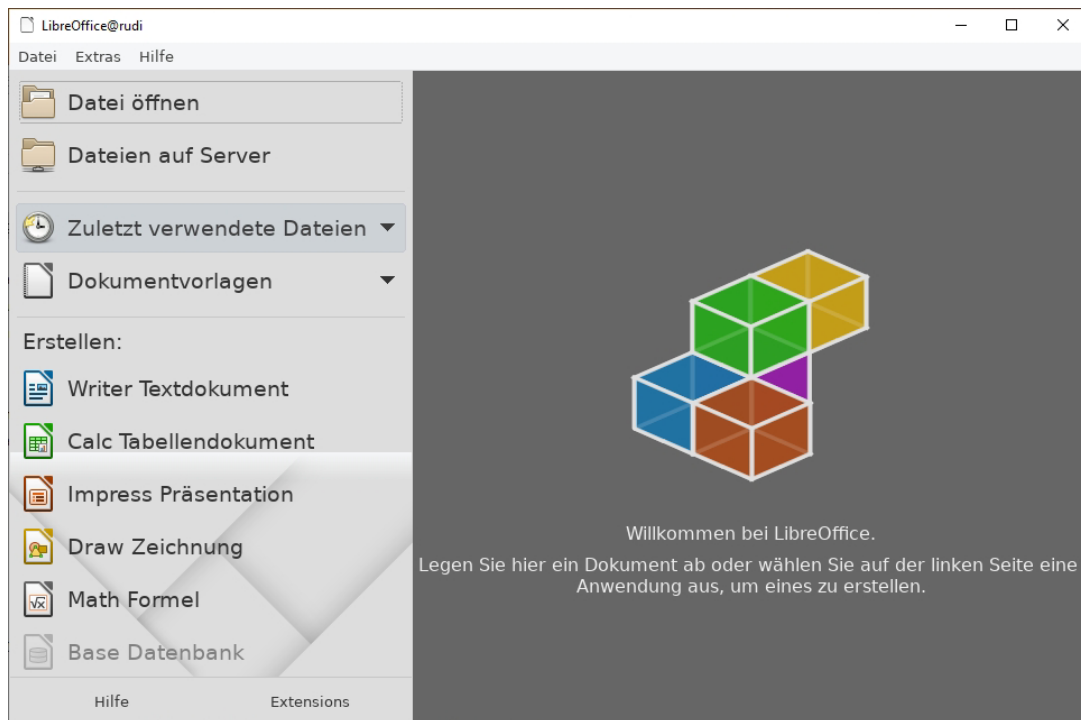 LibreOffice@rudi
Datei Extras Hilfe
Datei öffnen
Dateien auf Server
Zuletzt verwendete Dateien
Dokumentvorlagen
Erstellen:
Writer Textdokument
Calc Tabellendokument
Impress Präsentation
Draw Zeichnung
Math Formel
Base Datenbank
Hilfe Extensions
Willkommen bei LibreOffice.
Legen Sie hier ein Dokument ab oder wählen Sie auf der linken Seite eine
Anwendung aus, um eines zu erstellen.